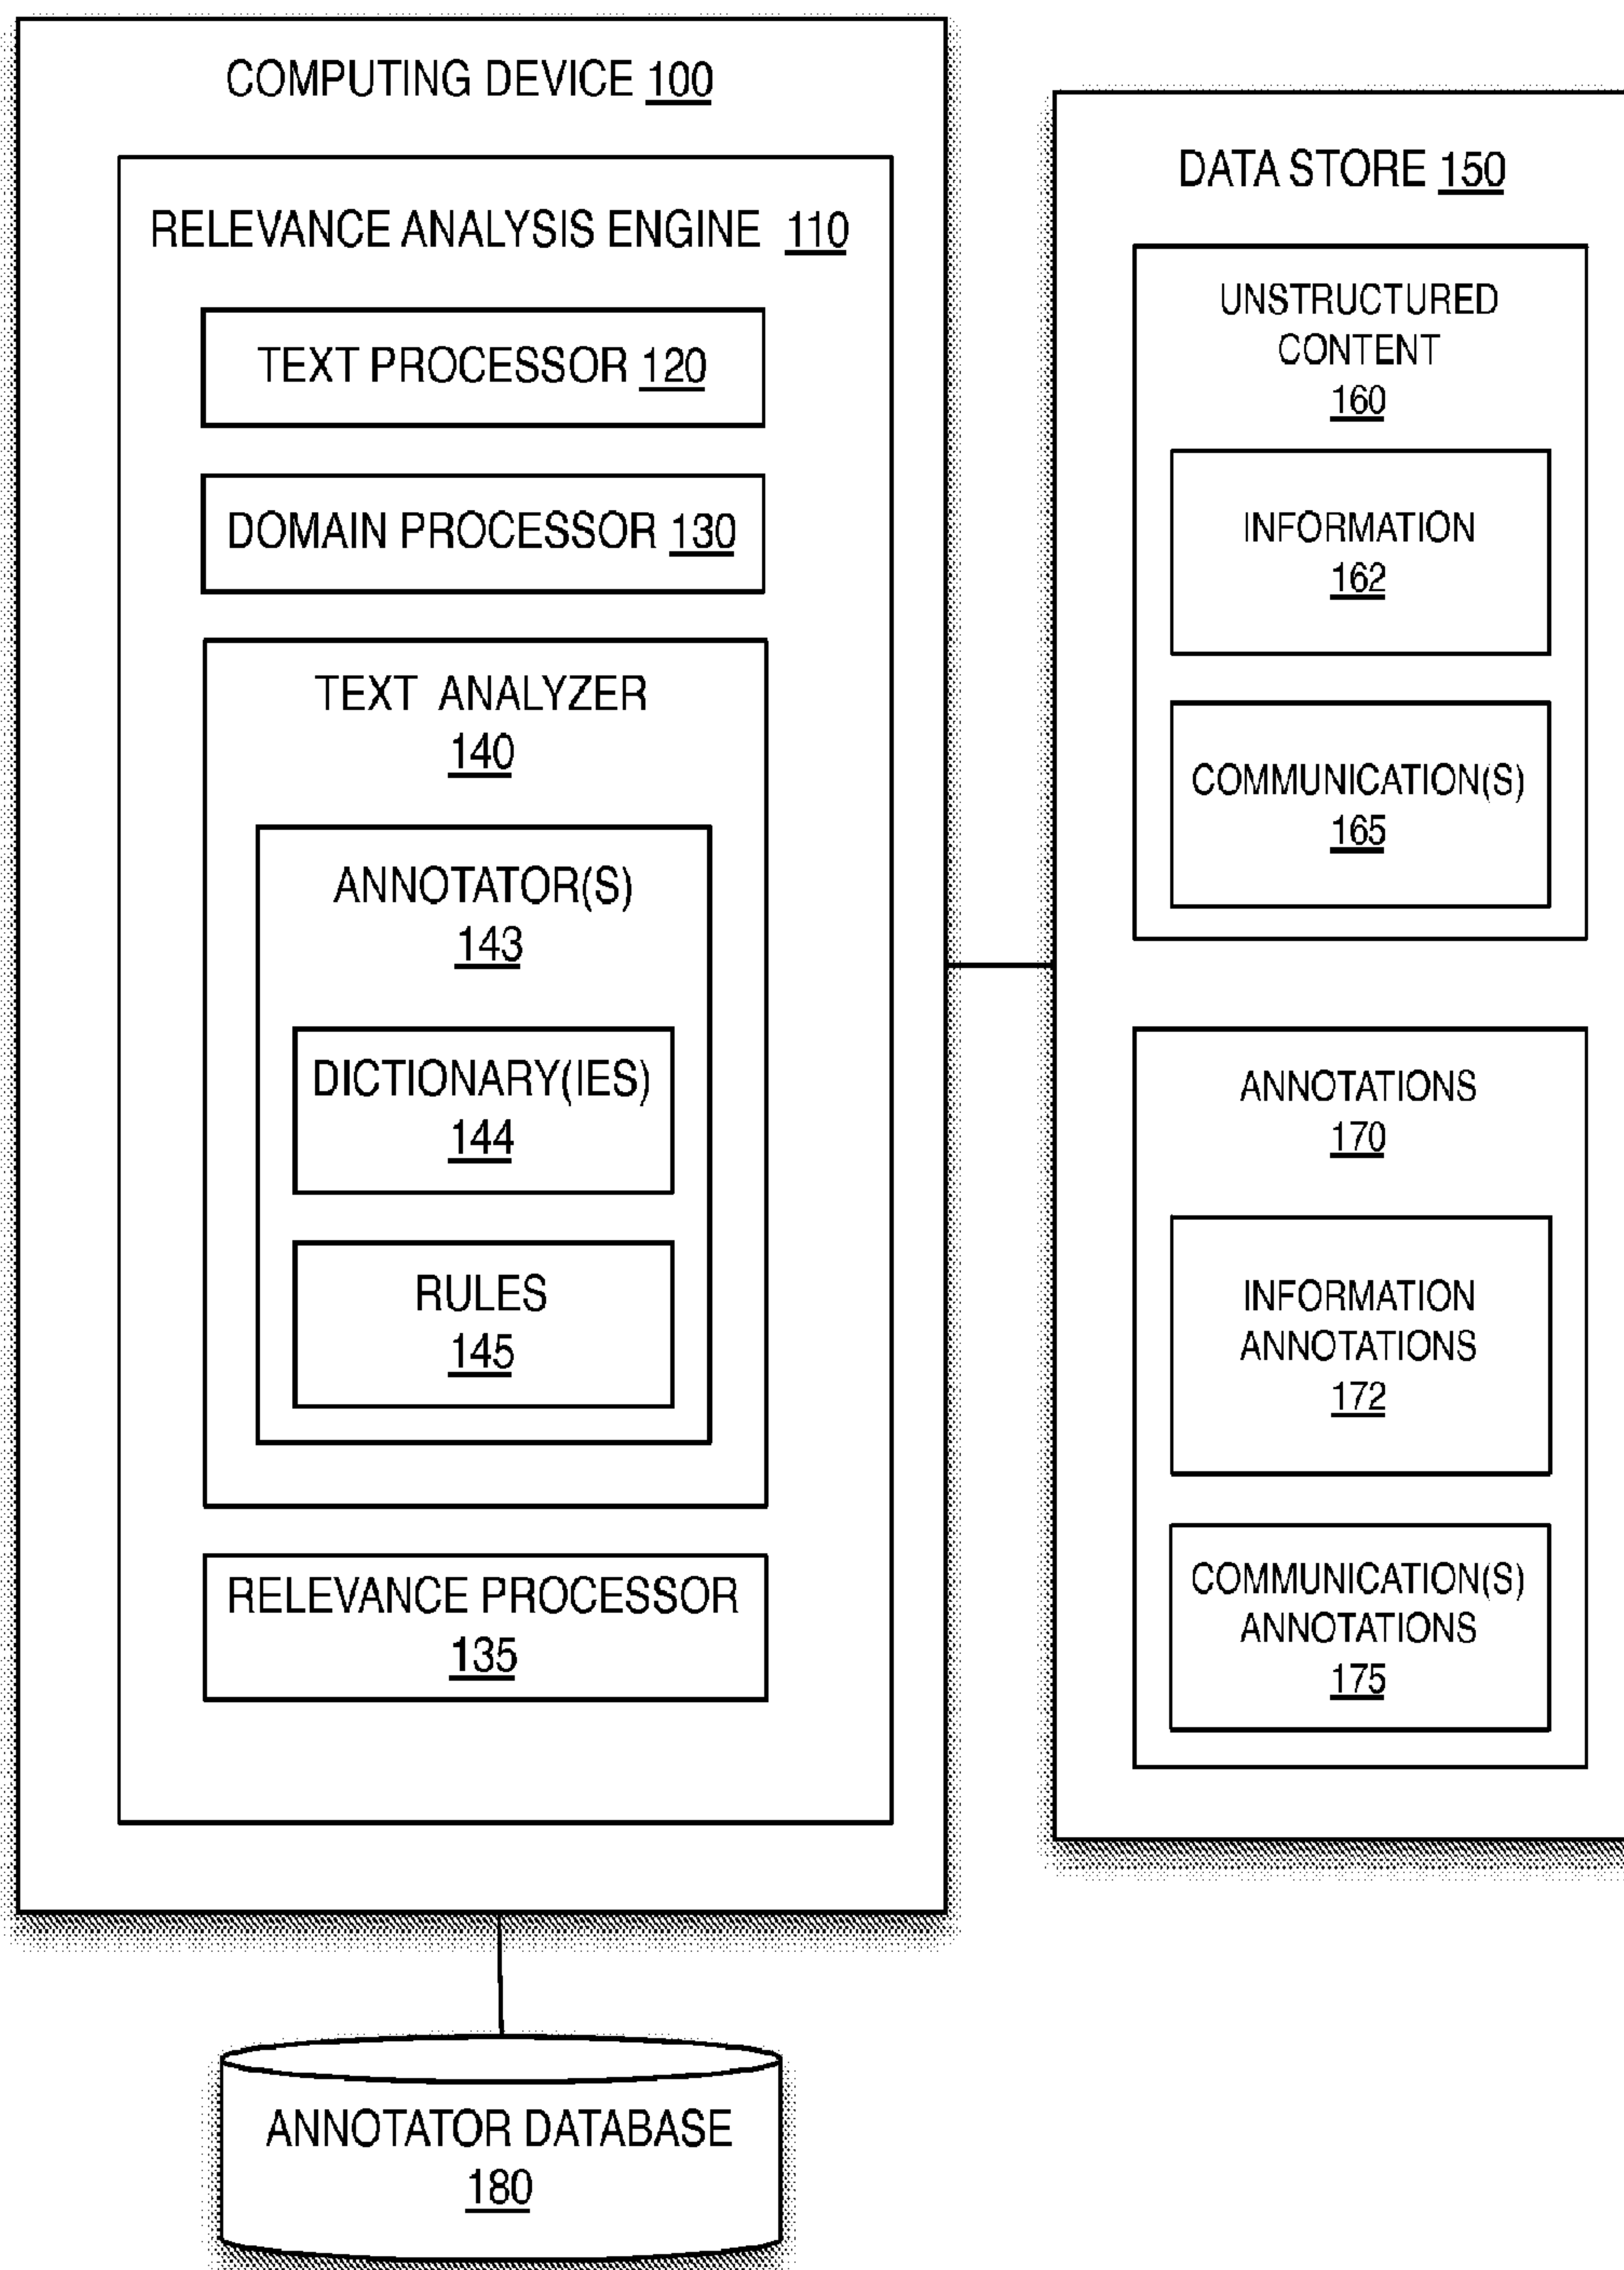 COMPUTING DEVICE 100
RELEVANCE ANALYSIS ENGINE 110
TEXT PROCESSOR 120
DOMAIN PROCESSOR 130
TEXT ANALYZER
140
ANNOTATOR(S)
143
DICTIONARY(IES)
144
RULES
145
RELEVANCE PROCESSOR
135
DATA STORE 150
UNSTRUCTURED
CONTENT
160
INFORMATION
162
COMMUNICATION(S)
165
ANNOTATIONS
170
INFORMATION
ANNOTATIONS
172
COMMUNICATION(S)
ANNOTATIONS
175
ANNOTATOR DATABASE
180